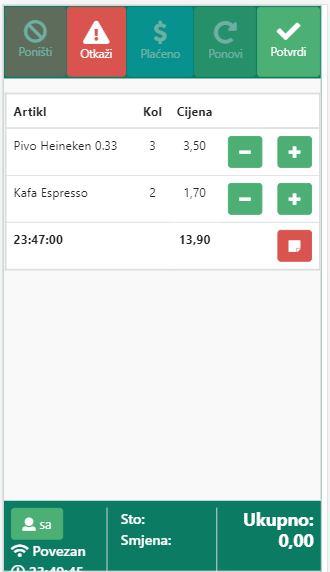 Poništi Otkaži Plaćeno Ponovi Potvrdi
Artikl Kol Cijena
Pivo Heineken 0.33 3 3,50
Kafa Espresso 2 1,70
23:47:00 13,90
sa
Povezan
23:49:45
Sto:
Smjena:
Ukupno:
0,00